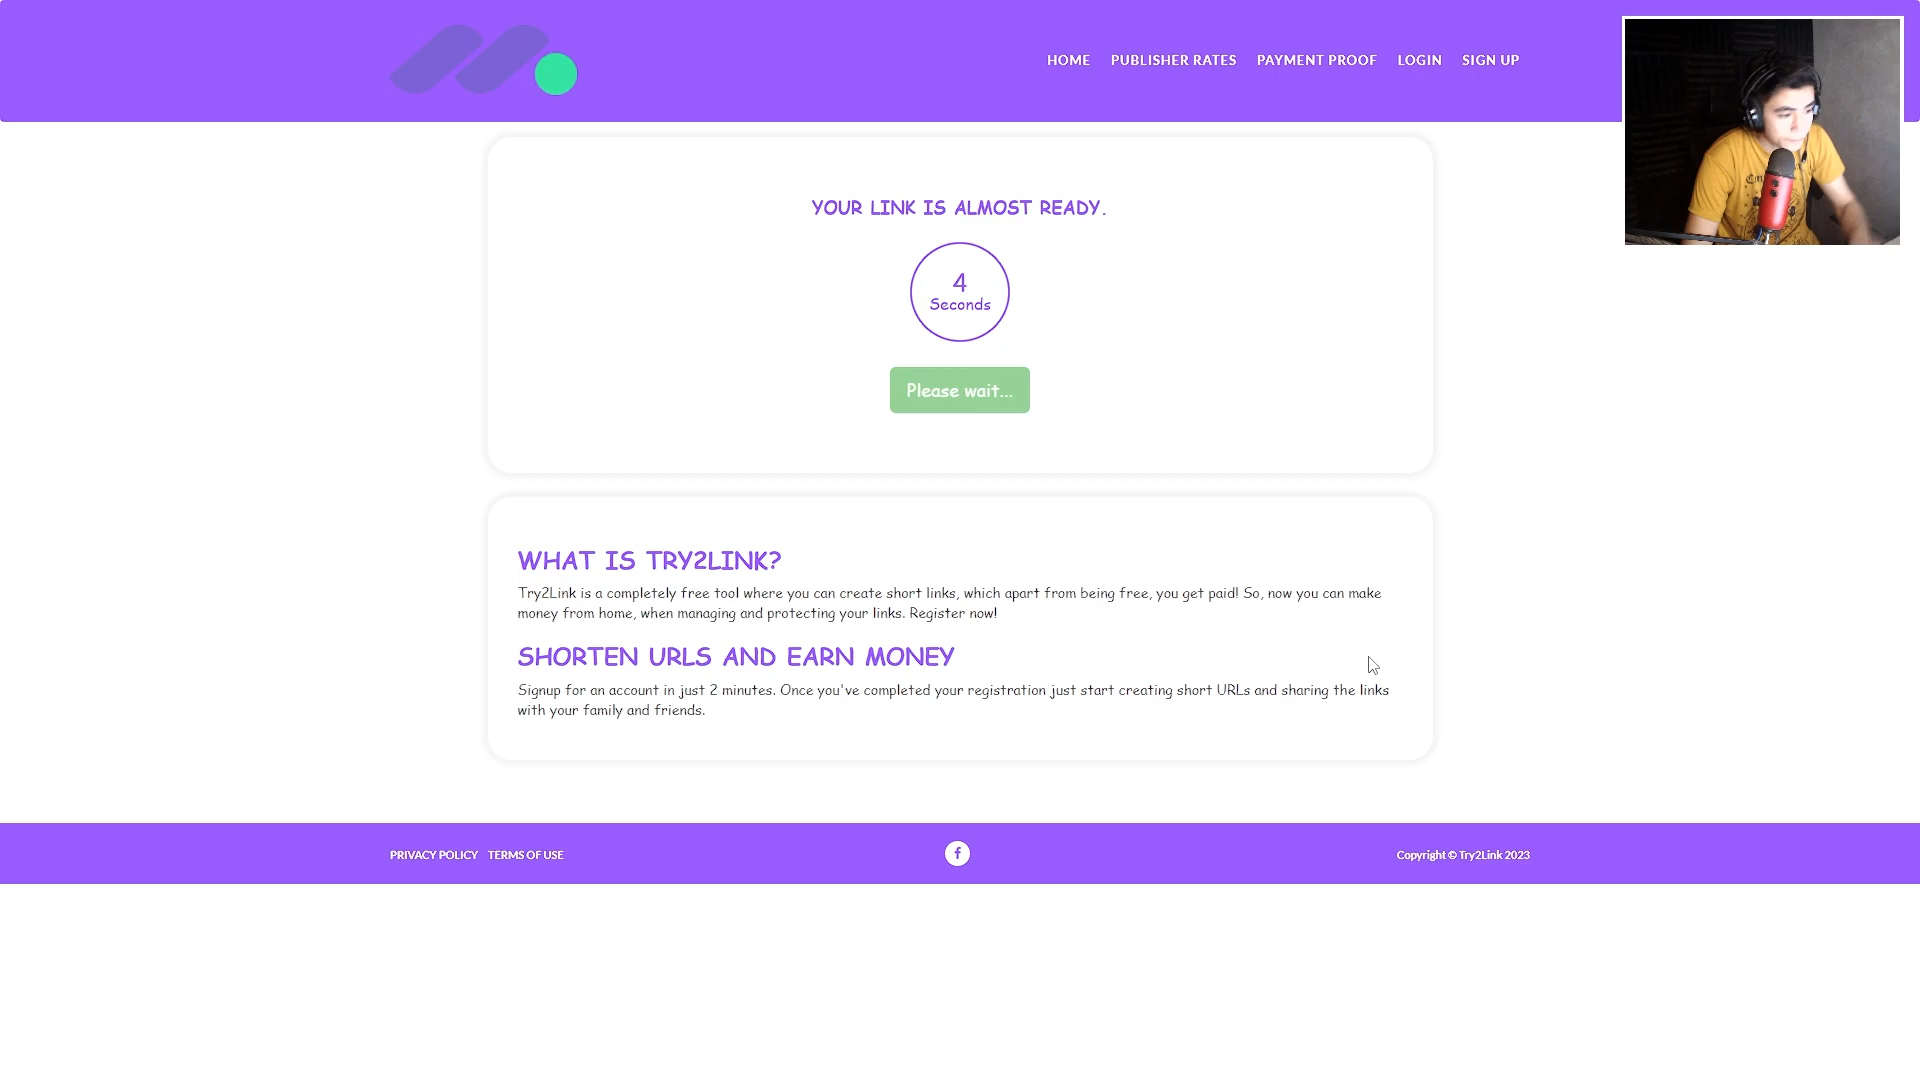 HOME PUBLISHER RATES PAYMENT PROOF LOGIN SIGN UP
YOUR LINK IS ALMOST READY.
4
Seconds
Please wait...
WHAT IS TRY2LINK?
Try2Link is a completely free tool where you can create short links, which apart from being free, you get paid! So, now you can make
money from home, when managing and protecting your links. Register now!
SHORTEN URLS AND EARN MONEY
Signup for an account in just 2 minutes. Once you've completed your registration just start creating short URLs and sharing the links
with your family and friends.
PRIVACY POLICY TERMS OF USE
f
Copyright © Try2Link 2023